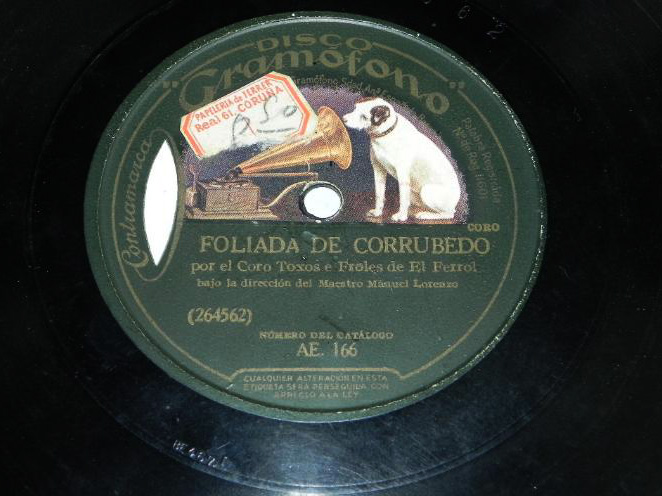 DISCO
"Gramófono"
PAPELERIA de FERRER
Real 61. CORUÑA
Contramarca
CORO
FOLIADA DE CORRUBEDO
por el Coro Toxos e Froles de El Ferrol
bajo la dirección del Maestro Mánuel Lorenzo
(264562)
NÚMERO DEL CATÁLOGO
AE. 166
CUALQUIER ALTERACIÓN EN ESTA
ETIQUETA SERÁ PERSEGUIDA CON
ARREGLO A LA LEY.